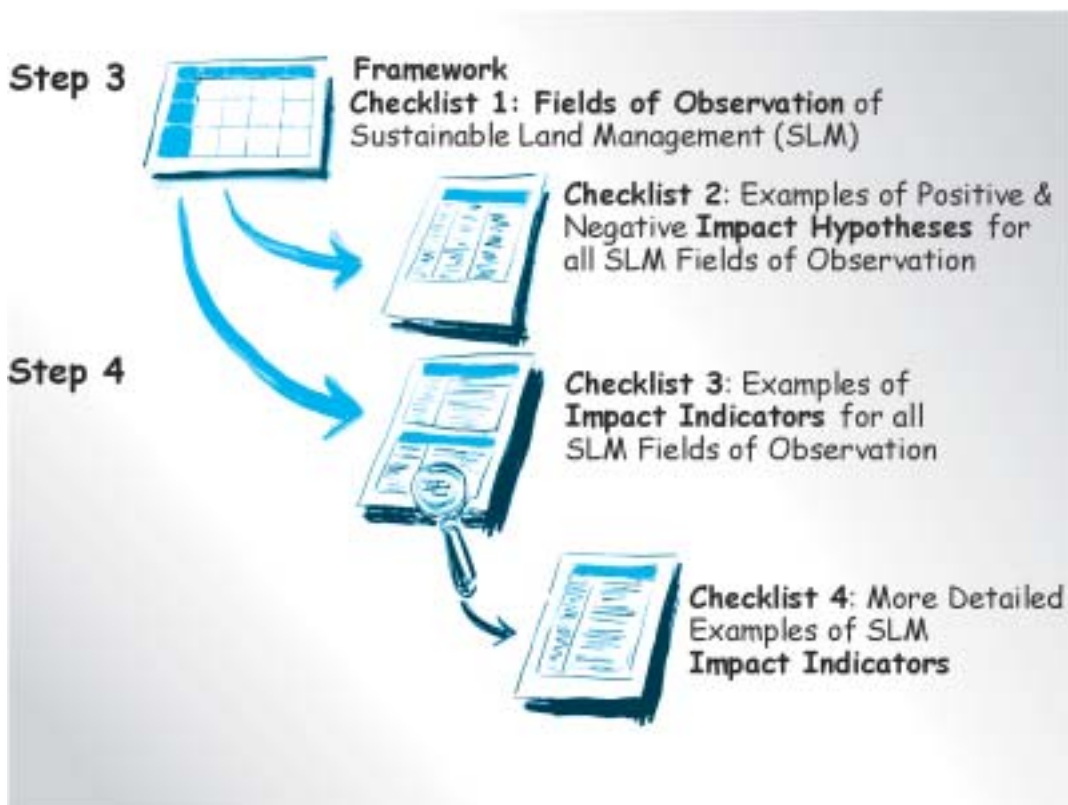 Step 3
Framework
Checklist 1: Fields of Observation of
Sustainable Land Management (SLM)
Checklist 2: Examples of Positive &
Negative Impact Hypotheses for
all SLM Fields of Observation
Step 4
Checklist 3: Examples of
Impact Indicators for all
SLM Fields of Observation
Checklist 4: More Detailed
Examples of SLM
Impact Indicators